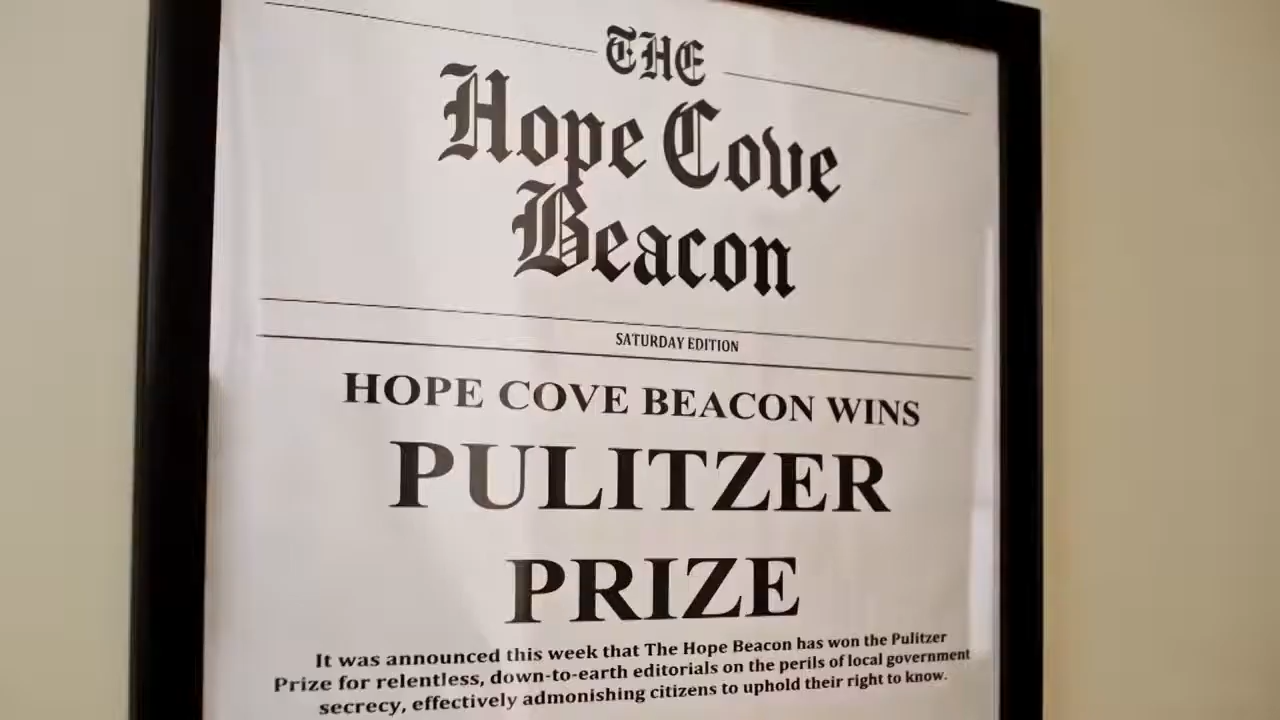 THE
Hope Cove
Beacon
SATURDAY EDITION
HOPE COVE BEACON WINS
PULITZER
PRIZE
It was announced this week that The Hope Beacon has won the Pulitzer
Prize for relentless, down-to-earth editorials on the perils of local government
secrecy, effectively admonishing citizens to uphold their right to know.